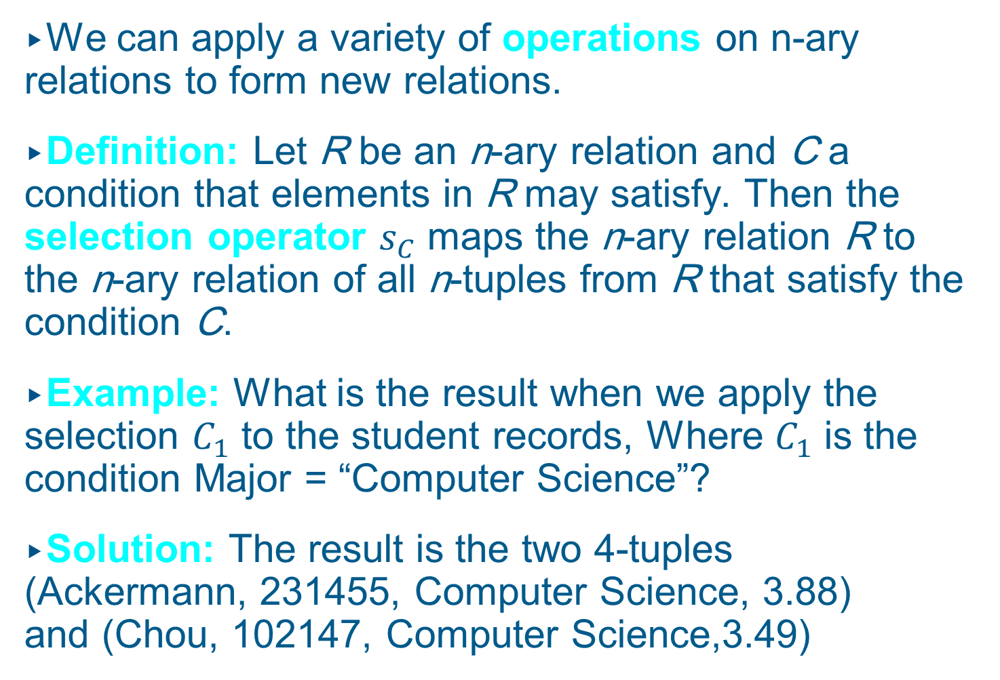 ▸We can apply a variety of operations on n-ary
relations to form new relations.
▸Definition: Let R be an n-ary relation and C a
condition that elements in R may satisfy. Then the
selection operator s_C maps the n-ary relation R to
the n-ary relation of all n-tuples from R that satisfy the
condition C.
▸Example: What is the result when we apply the
selection C₁ to the student records, Where C₁ is the
condition Major = “Computer Science”?
▸Solution: The result is the two 4-tuples
(Ackermann, 231455, Computer Science, 3.88)
and (Chou, 102147, Computer Science,3.49)